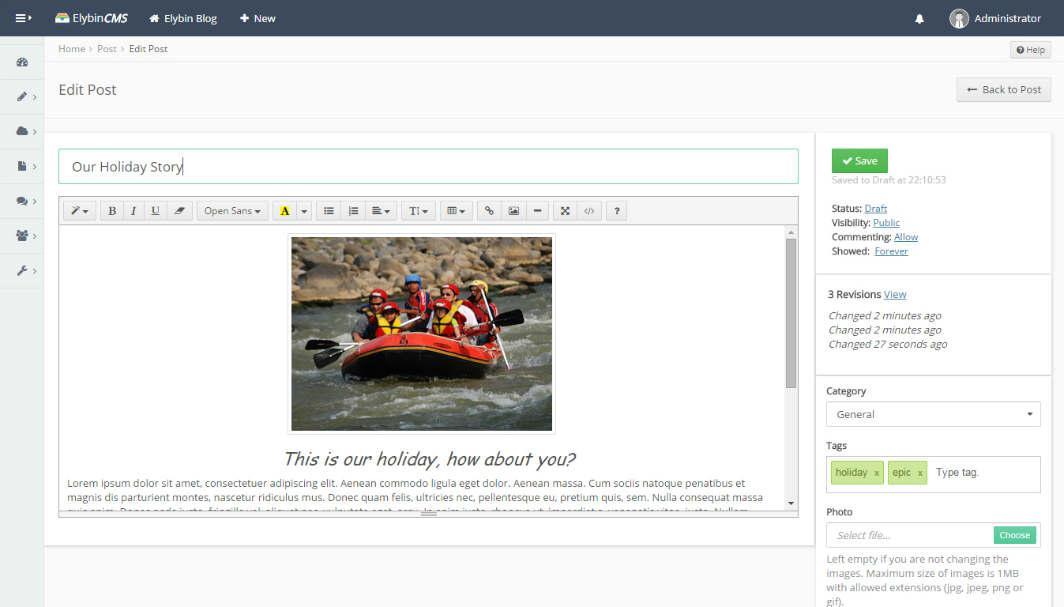 ElybinCMS Elybin Blog New Administrator
Home Post Edit Post Help
Edit Post
Back to Post
Our Holiday Story
Save
Saved to Draft at 22:10:53
B I U Open Sans A T ?
Status: Draft
Visibility: Public
Commenting: Allow
Showed: Forever
This is our holiday, how about you?
Lorem ipsum dolor sit amet, consectetuer adipiscing elit. Aenean commodo ligula eget dolor. Aenean massa. Cum sociis natoque penatibus et
magnis dis parturient montes, nascetur ridiculus mus. Donec quam felis, ultricies nec, pellentesque eu, pretium quis, sem. Nulla consequat massa
3 Revisions View
Changed 2 minutes ago
Changed 2 minutes ago
Changed 27 seconds ago
Category
General
Tags
holiday x epic x Type tag.
Photo
Select file... Choose
Left empty if you are not changing the
images. Maximum size of images is 1MB
with allowed extensions (jpg, jpeg, png or
gif).